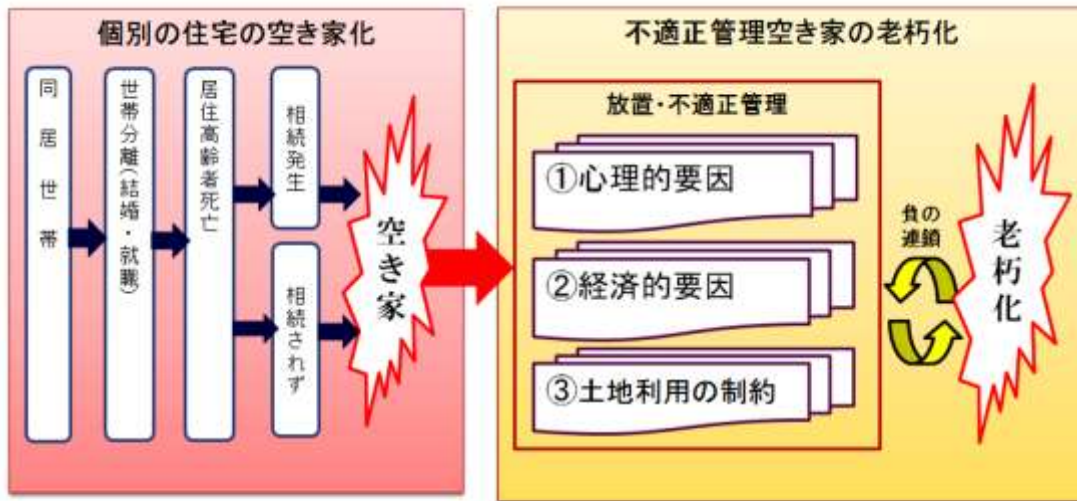 個別の住宅の空き家化
同居世帯
世帯分離(結婚・就職)
居住高齢者死亡
相続発生
相続されず
空き家
不適正管理空き家の老朽化
放置・不適正管理
①心理的要因
②経済的要因
③土地利用の制約
負の
連鎖
老朽化